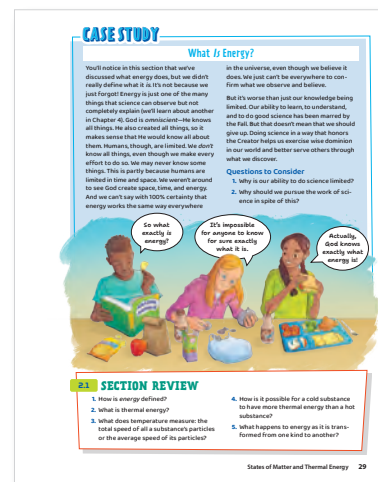 CASE STUDY
What Is Energy?
You'll notice in this section that we've
discussed what energy does, but we didn't
really define what it is. It's not because we
just forgot! Energy is just one of the many
things that science can observe but not
completely explain (we'll learn about another
in Chapter 4). God is omniscient—He knows
all things. He also created all things, so it
makes sense that He would know all about
them. Humans, though, are limited. We don't
know all things, even though we make every
effort to do so. We may never know some
things. This is partly because humans are
limited in time and space. We weren't around
to see God create space, time, and energy.
And we can't say with 100% certainty that
energy works the same way everywhere
in the universe, even though we believe it
does. We just can't be everywhere to con-
firm what we observe and believe.
But it's worse than just our knowledge being
limited. Our ability to learn, to understand,
and to do good science has been marred by
the Fall. But that doesn't mean that we should
give up. Doing science in a way that honors
the Creator helps us exercise wise dominion
in our world and better serve others through
what we discover.
Questions to Consider
1. Why is our ability to do science limited?
2. Why should we pursue the work of sci-
ence in spite of this?
So what
exactly is
energy?
It's impossible
for anyone to know
for sure exactly
what it is.
Actually,
God knows
exactly what
energy is!
2.1 SECTION REVIEW
1. How is energy defined?
2. What is thermal energy?
3. What does temperature measure: the
total speed of all a substance's particles
or the average speed of its particles?
4. How is it possible for a cold substance
to have more thermal energy than a hot
substance?
5. What happens to energy as it is trans-
formed from one kind to another?
States of Matter and Thermal Energy 29